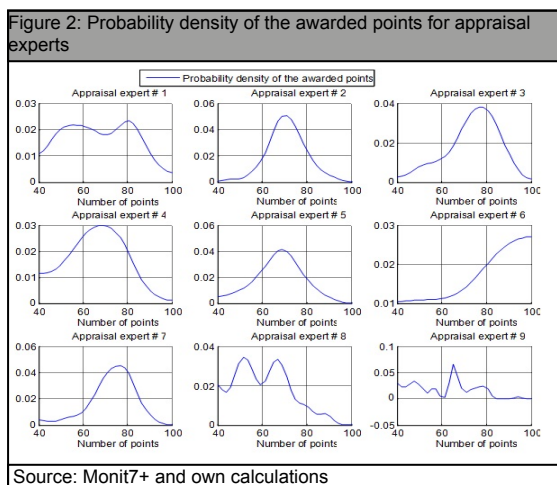 Figure 2: Probability density of the awarded points for appraisal
experts
Probability density of the awarded points
Appraisal expert # 1
0.03
0.02
0.01
0
40 60 80 100
Number of points
Appraisal expert # 2
0.06
0.04
0.02
0
40 60 80 100
Number of points
Appraisal expert # 3
0.04
0.02
0
40 60 80 100
Number of points
Appraisal expert # 4
0.03
0.02
0.01
0
40 60 80 100
Number of points
Appraisal expert # 5
0.06
0.04
0.02
0
40 60 80 100
Number of points
Appraisal expert # 6
0.03
0.02
0.01
40 60 80 100
Number of points
Appraisal expert # 7
0.06
0.04
0.02
0
40 60 80 100
Number of points
Appraisal expert # 8
0.04
0.02
0
40 60 80 100
Number of points
Appraisal expert # 9
0.1
0.05
0
-0.05
40 60 80 100
Number of points
Source: Monit7+ and own calculations